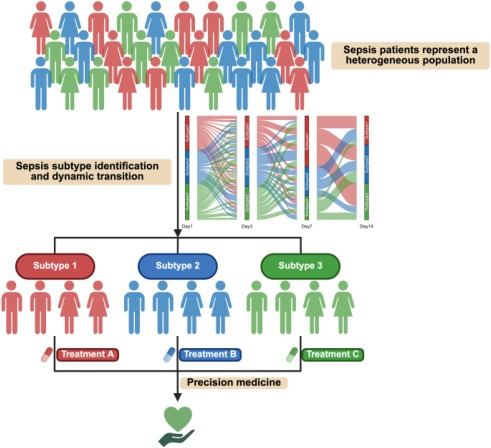 Sepsis patients represent a
heterogeneous population
Sepsis subtype identification
and dynamic transition
Day1
Day3
Day7
Day14
Subtype 1
Subtype 2
Subtype 3
Treatment A
Treatment B
Treatment C
Precision medicine